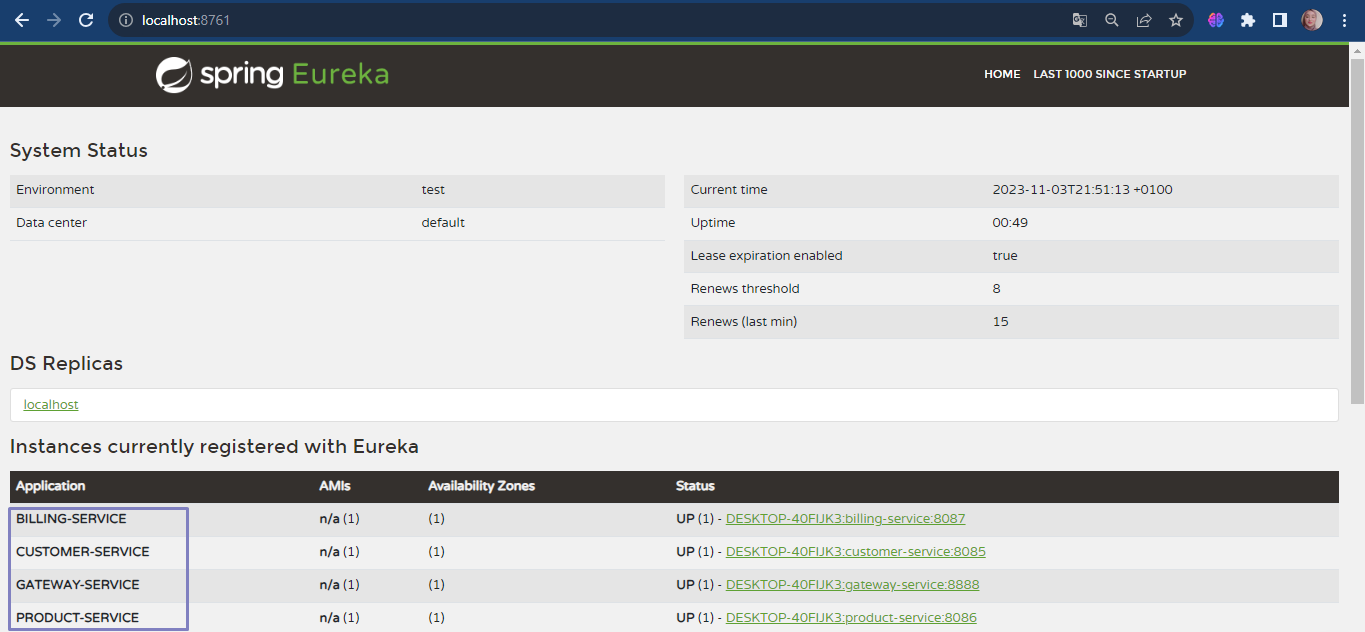 localhost:8761
spring Eureka
HOME LAST 1000 SINCE STARTUP
System Status
Environment test
Data center default
Current time 2023-11-03T21:51:13 +0100
Uptime 00:49
Lease expiration enabled true
Renews threshold 8
Renews (last min) 15
DS Replicas
localhost
Instances currently registered with Eureka
Application AMIs Availability Zones Status
BILLING-SERVICE n/a (1) (1) UP (1) - DESKTOP-40FIJK3:billing-service:8087
CUSTOMER-SERVICE n/a (1) (1) UP (1) - DESKTOP-40FIJK3:customer-service:8085
GATEWAY-SERVICE n/a (1) (1) UP (1) - DESKTOP-40FIJK3:gateway-service:8888
PRODUCT-SERVICE n/a (1) (1) UP (1) - DESKTOP-40FIJK3:product-service:8086